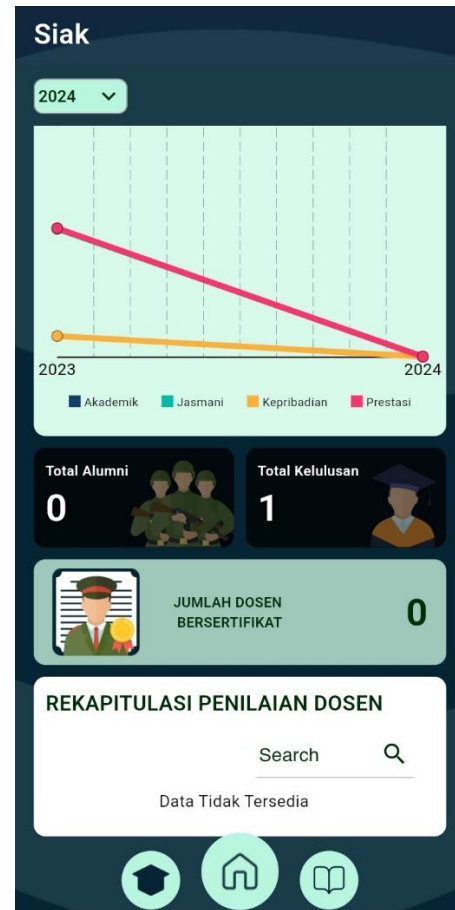 Siak
2024
2023 2024
Akademik Jasmani Kepribadian Prestasi
Total Alumni
0
Total Kelulusan
1
JUMLAH DOSEN
BERSERTIFIKAT
0
REKAPITULASI PENILAIAN DOSEN
Search
Data Tidak Tersedia